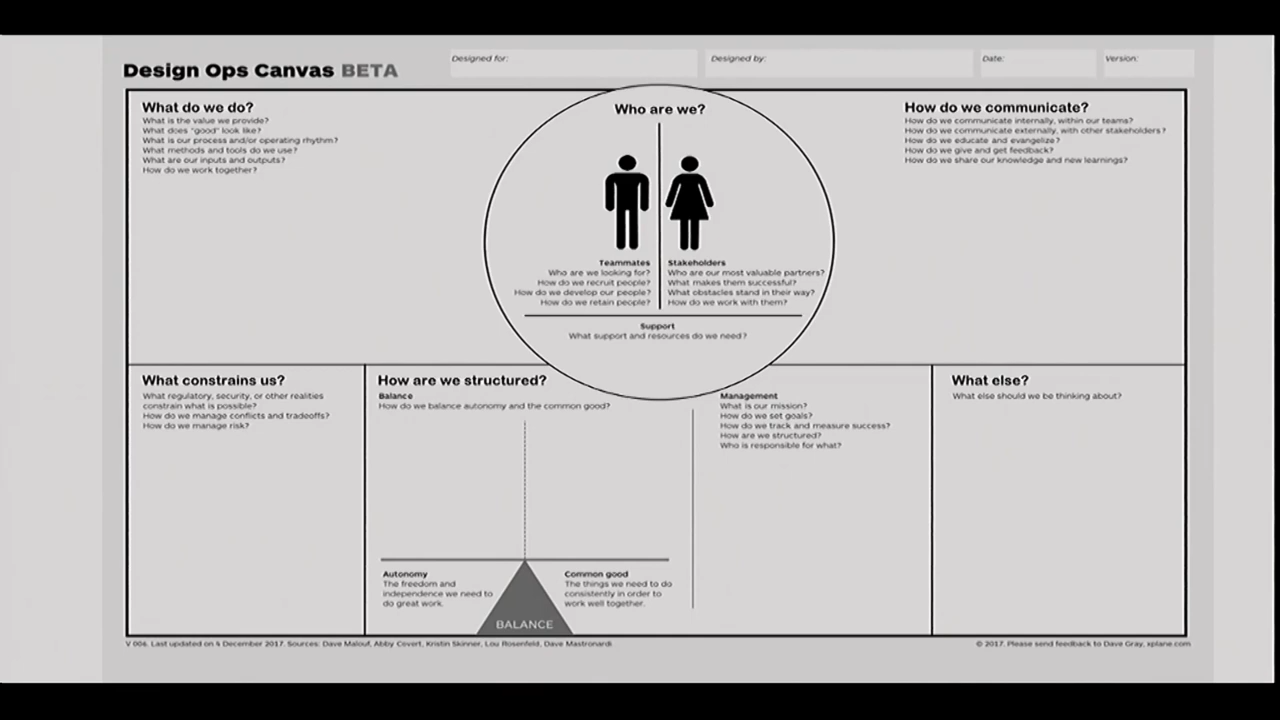 Design Ops Canvas BETA
Designed for:
Designed by:
Date:
Version:
What do we do?
What is the value we provide?
What does "good" look like?
What is our process and/or operating rhythm?
What methods and tools do we use?
What are our inputs and outputs?
How do we work together?
Who are we?
Teammates
Who are we looking for?
How do we recruit people?
How do we develop our people?
How do we retain people?
Stakeholders
Who are our most valuable partners?
What makes them successful?
What obstacles stand in their way?
How do we work with them?
Support
What support and resources do we need?
How do we communicate?
How do we communicate internally, within our teams?
How do we communicate externally, with other stakeholders?
How do we educate and evangelize?
How do we give and get feedback?
How do we share our knowledge and new learnings?
What constrains us?
What regulatory, security, or other realities
constrain what is possible?
How do we manage conflicts and tradeoffs?
How do we manage risk?
How are we structured?
Balance
How do we balance autonomy and the common good?
Autonomy
The freedom and
independence we need to
do great work.
Common good
The things we need to do
consistently in order to
work well together.
BALANCE
Management
What is our mission?
How do we set goals?
How do we track and measure success?
How are we structured?
Who is responsible for what?
What else?
What else should we be thinking about?
V 006. Last updated on 4 December 2017. Sources: Dave Malouf, Abby Covert, Kristin Skinner, Lou Rosenfeld, Dave Mastronardi
© 2017. Please send feedback to Dave Gray, xplane.com